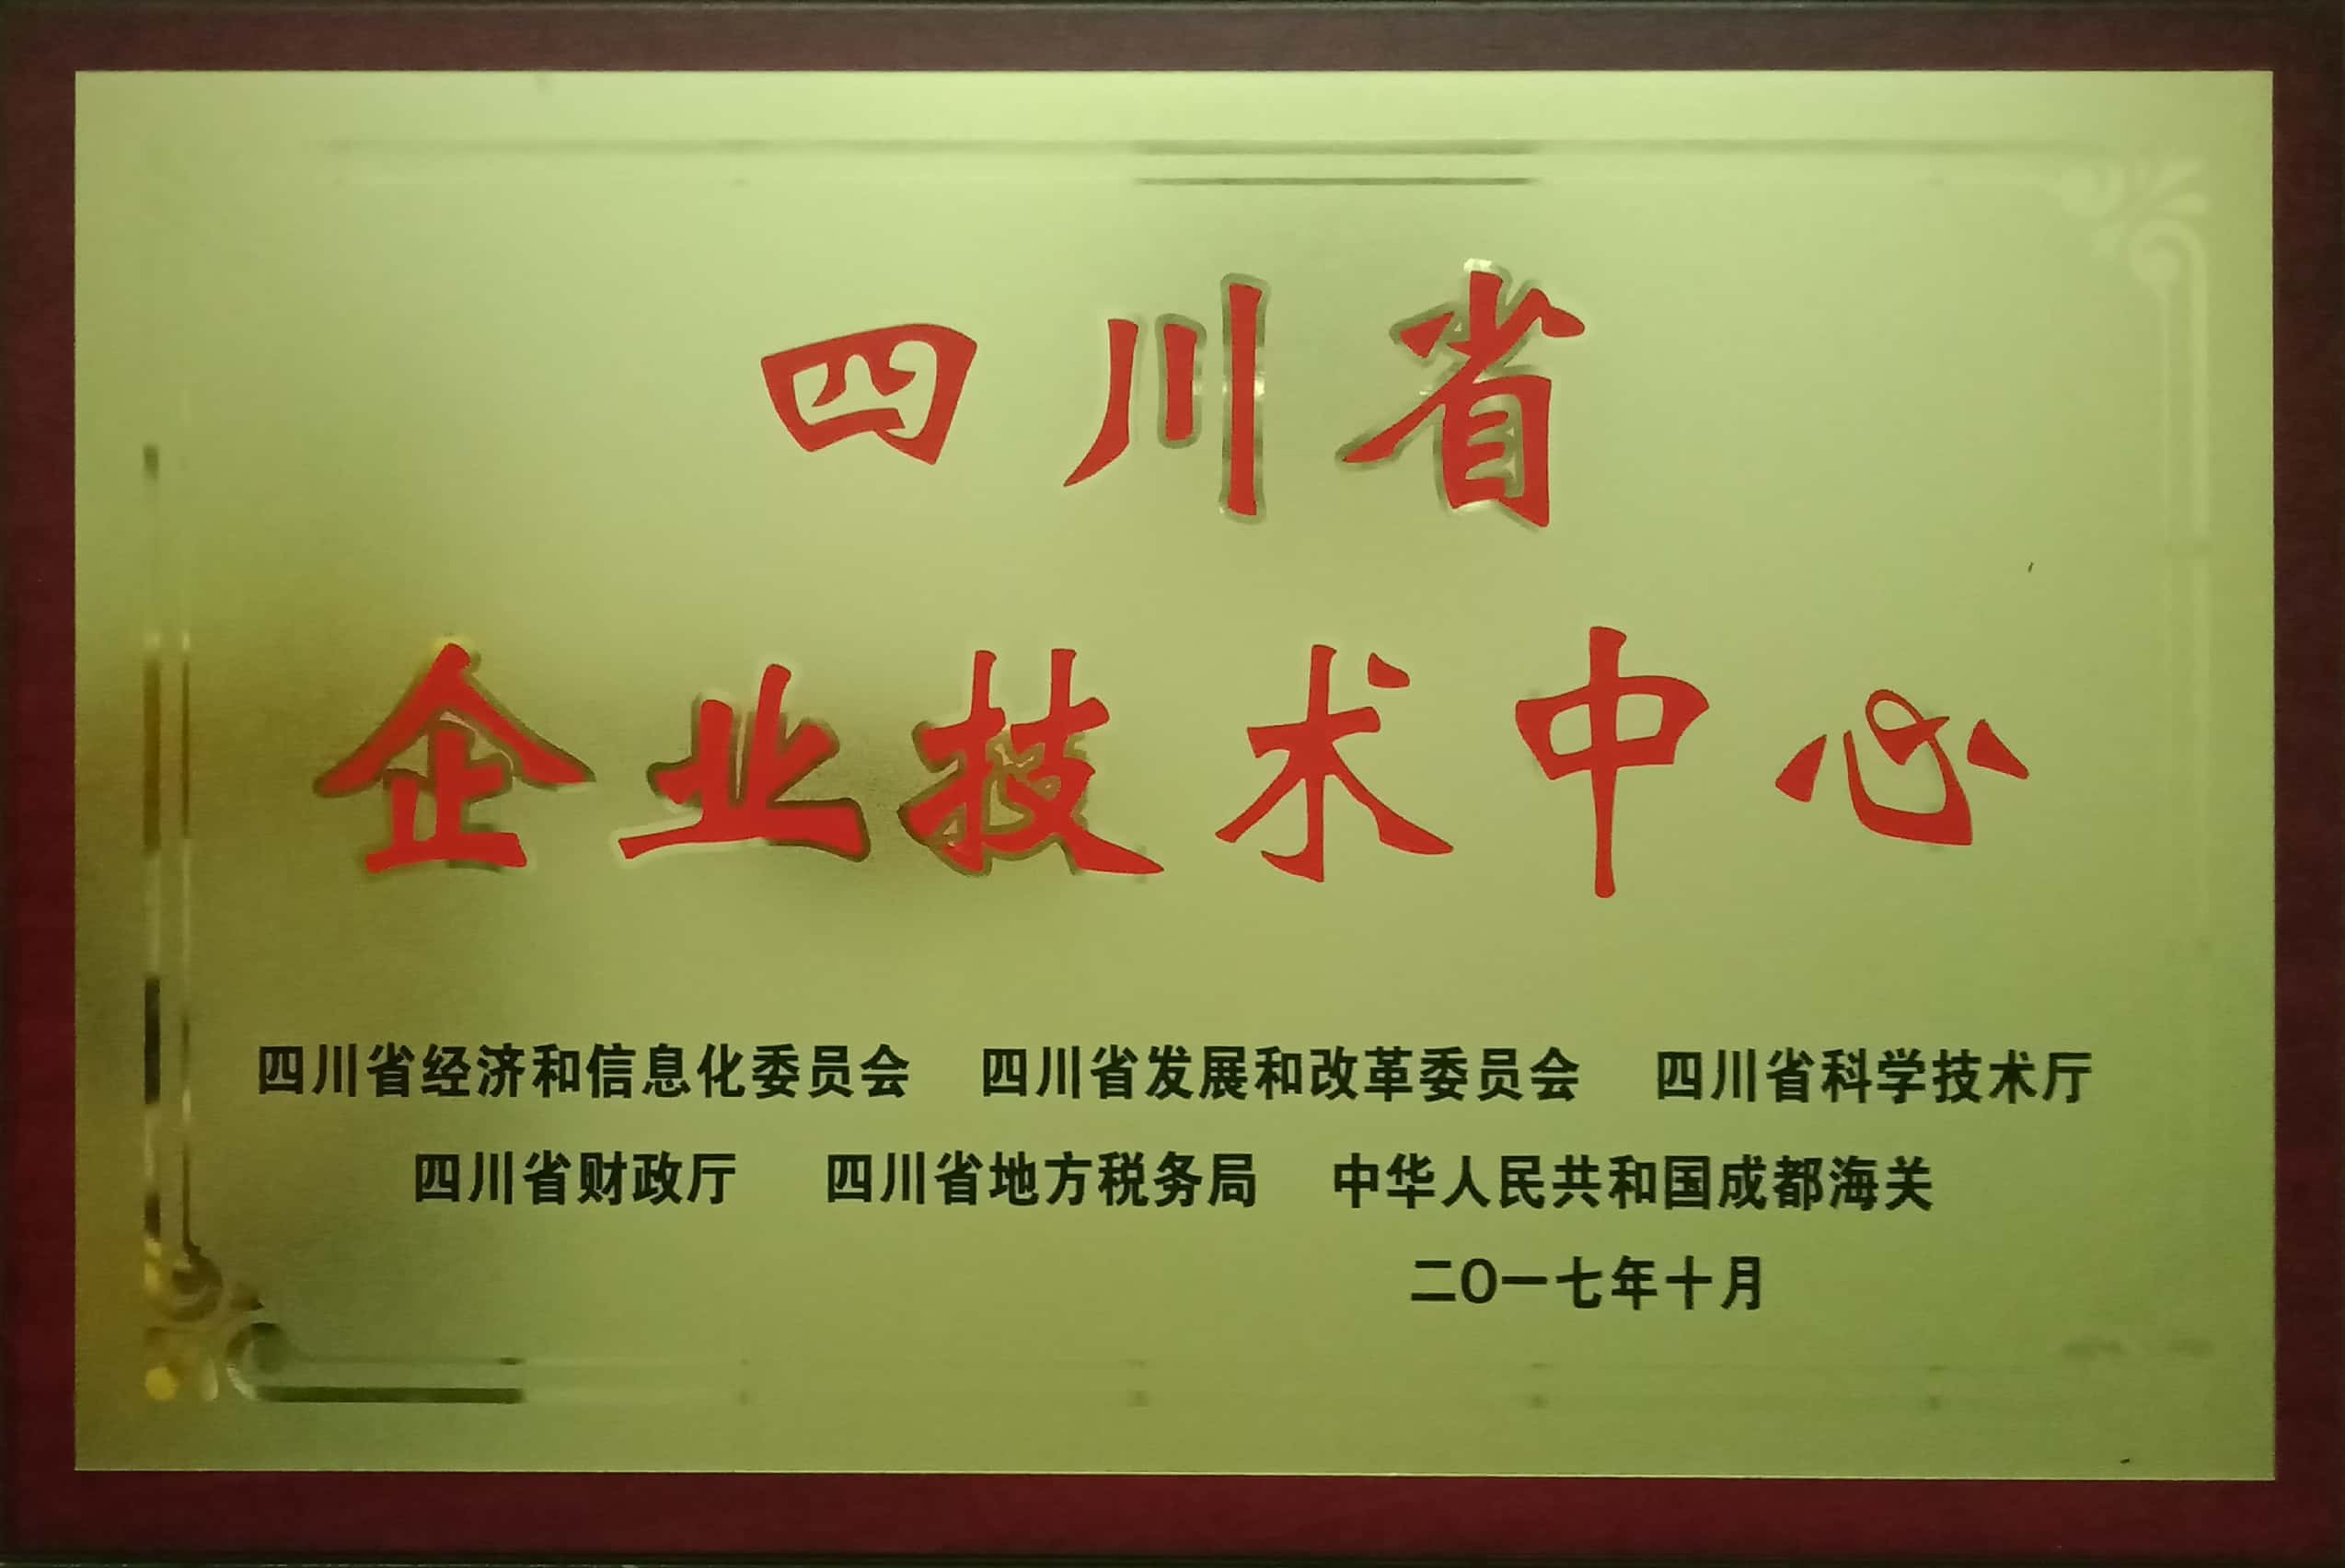 四川省
企业技术中心
四川省经济和信息化委员会 四川省发展和改革委员会 四川省科学技术厅
四川省财政厅 四川省地方税务局 中华人民共和国成都海关
二〇一七年十月